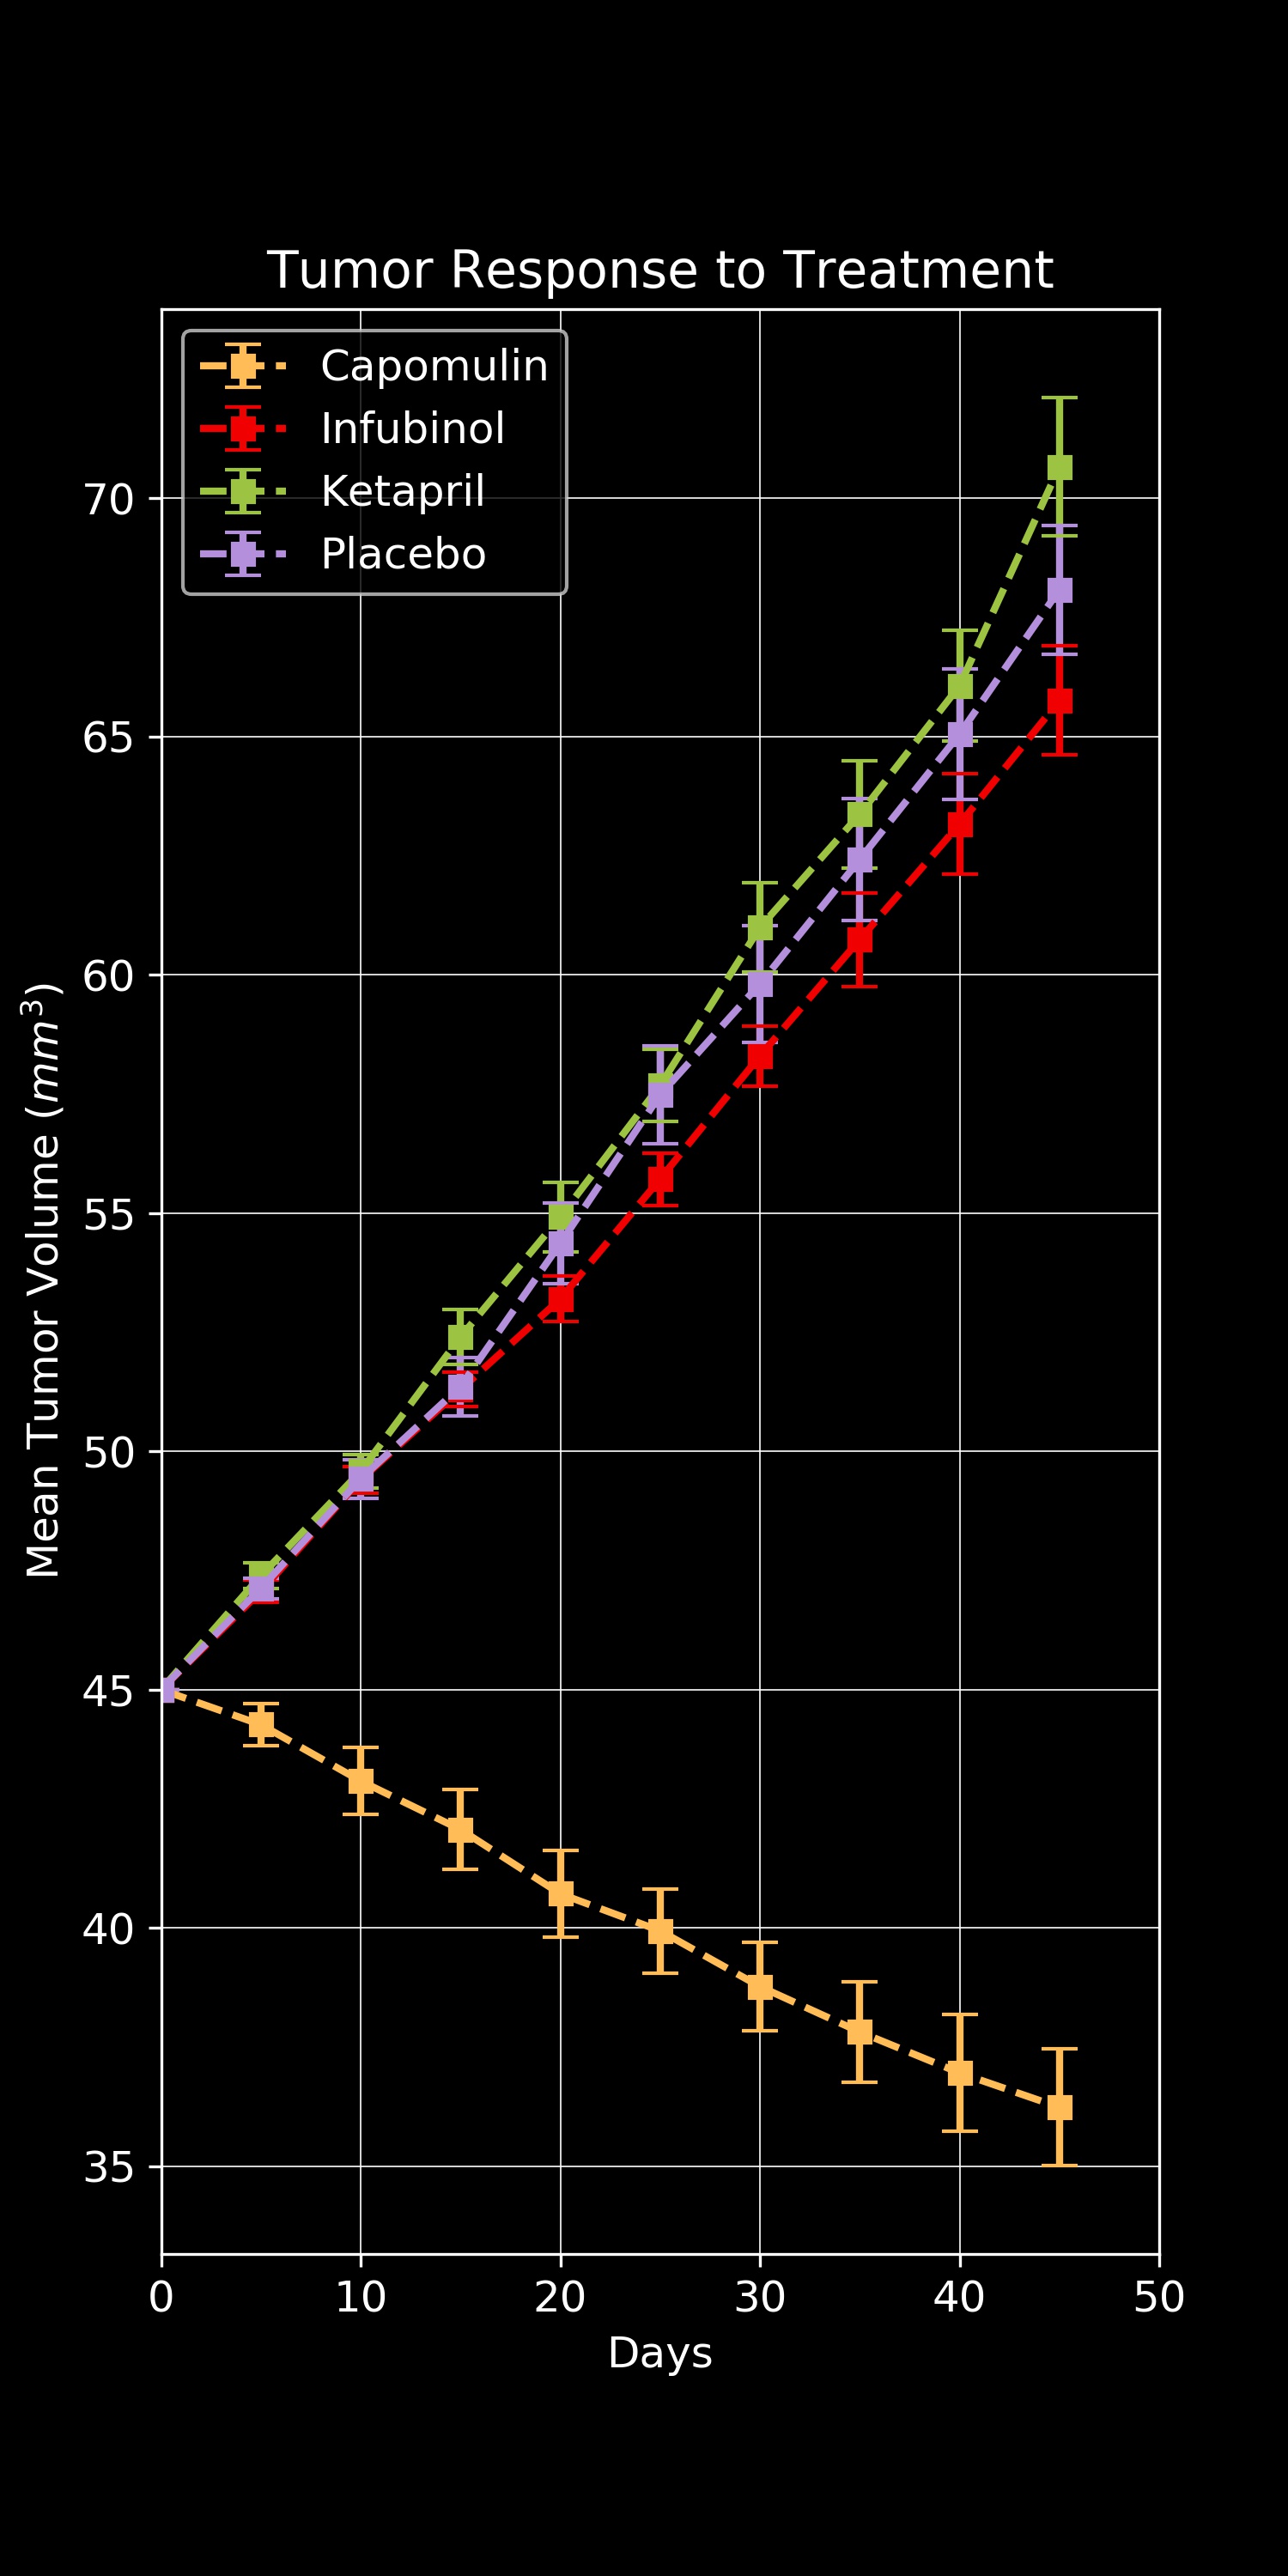 Tumor Response to Treatment
Capomulin
Infubinol
Ketapril
Placebo
70
65
60
55
50
45
40
35
Mean Tumor Volume (mm³)
0 10 20 30 40 50
Days